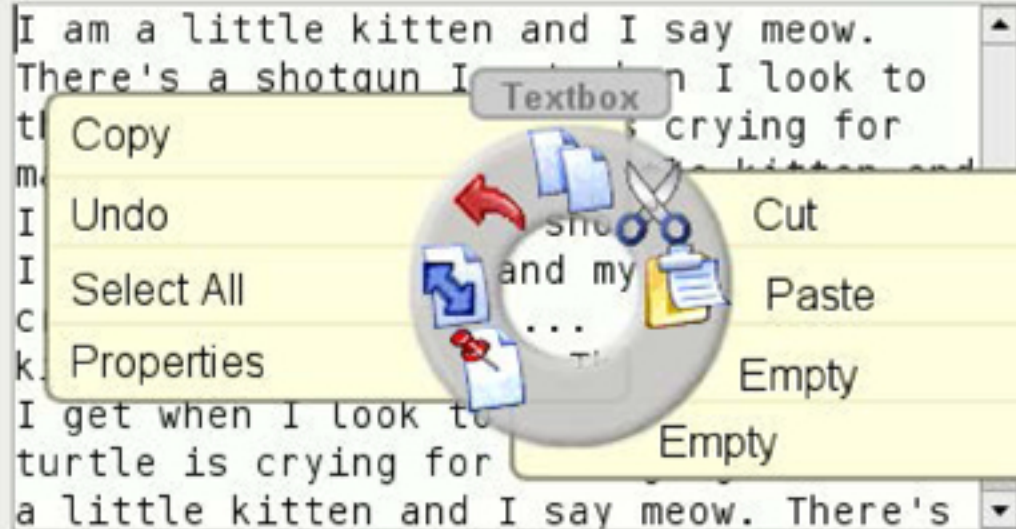 I am a little kitten and I say meow.
There's a shotgun I look to
Textbox
crying for
Copy
kitten and
Undo
Cut
I
Select All
and my
Paste
I
...
Properties
Empty
I get when I look to
Empty
turtle is crying for
a little kitten and I say meow. There's